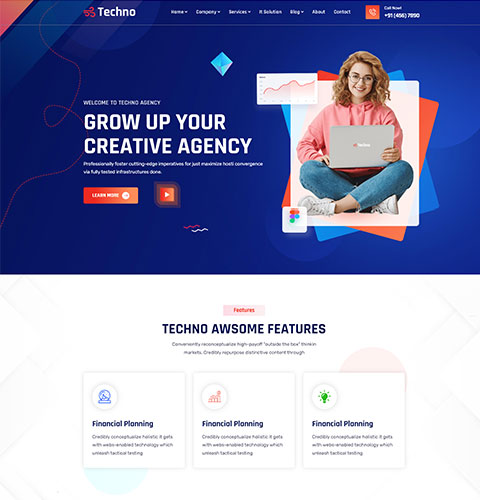 Techno
Home Company Services It Solution Blog About Contact
Call Now!
+91 (456) 7890
WELCOME TO TECHNO AGENCY
GROW UP YOUR
CREATIVE AGENCY
Professionally foster cutting-edge imperatives for just maximize hosti convergence
via fully tested infrastructures done.
LEARN MORE
Techno
Features
TECHNO AWSOME FEATURES
Conveniently reconceptualize high-payoff "outside the box" thinkin
markets. Credibly repurpose distinctive content through
Financial Planning
Credibly conceptualize holistic it gets
with webs-enabled technology which
unleash tactical testing
Financial Planning
Credibly conceptualize holistic it gets
with webs-enabled technology which
unleash tactical testing
Financial Planning
Credibly conceptualize holistic it gets
with webs-enabled technology which
unleash tactical testing